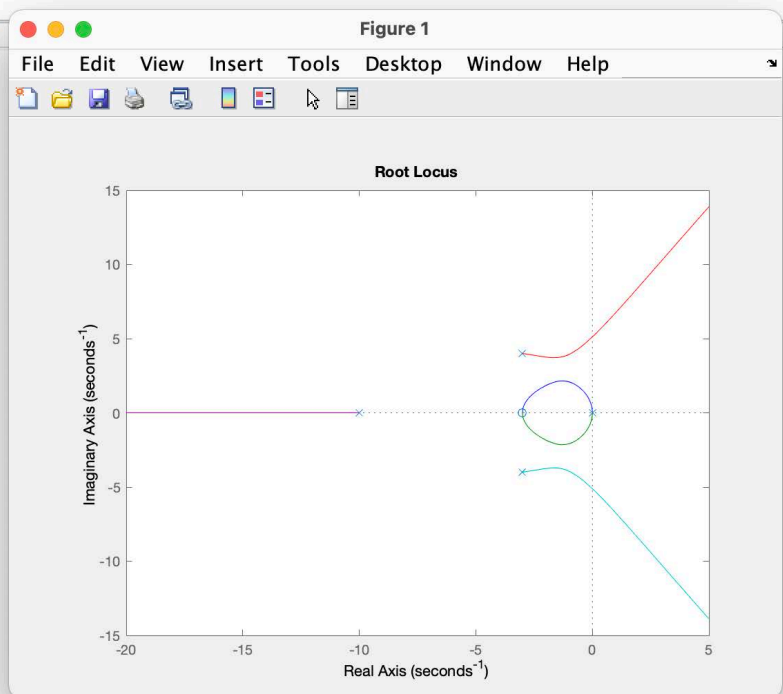 Figure 1
File Edit View Insert Tools Desktop Window Help
Root Locus
15
10
5
0
-5
-10
-15
Imaginary Axis (seconds⁻¹)
-20 -15 -10 -5 0 5
Real Axis (seconds⁻¹)